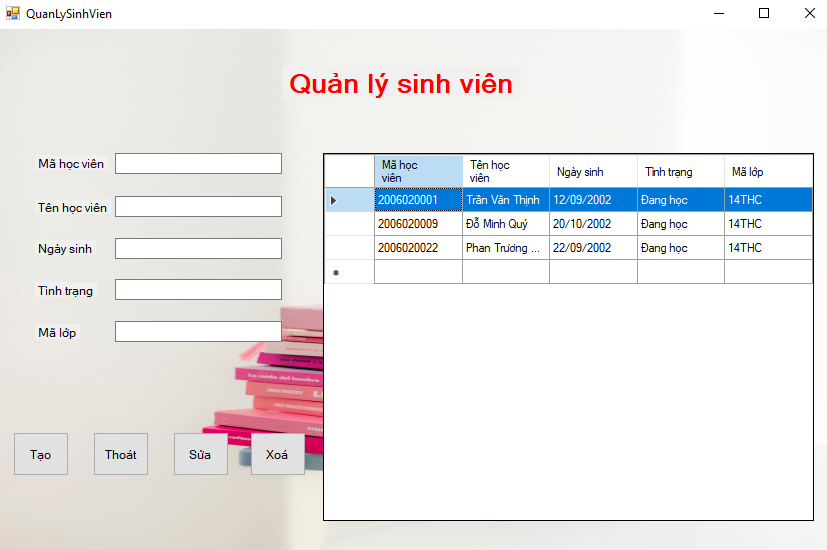 QuanLySinhVien
Quản lý sinh viên
Mã học viên
Tên học viên
Ngày sinh
Tình trạng
Mã lớp
Tạo
Thoát
Sửa
Xoá
Mã học viên Tên học viên Ngày sinh Tình trạng Mã lớp
2006020001 Trần Văn Thịnh 12/09/2002 Đang học 14THC
2006020009 Đỗ Minh Quý 20/10/2002 Đang học 14THC
2006020022 Phan Trương ... 22/09/2002 Đang học 14THC